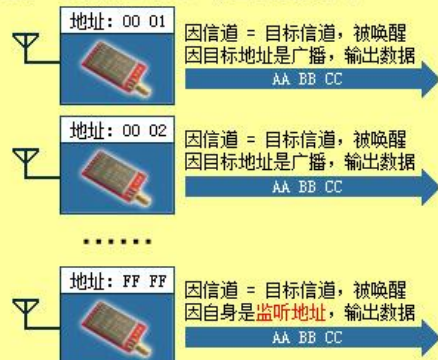 地址：00 01
因信道 = 目标信道，被唤醒
因目标地址是广播，输出数据
AA BB CC
地址：00 02
因信道 = 目标信道，被唤醒
因目标地址是广播，输出数据
AA BB CC
......
地址：FF FF
因信道 = 目标信道，被唤醒
因自身是监听地址，输出数据
AA BB CC